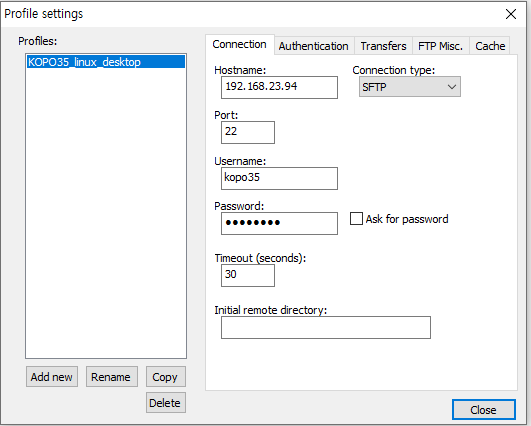 Profile settings
Profiles:
KOPO35_linux_desktop
Add new
Rename
Copy
Delete
Connection
Authentication
Transfers
FTP Misc.
Cache
Hostname:
192.168.23.94
Connection type:
SFTP
Port:
22
Username:
kopo35
Password:
●●●●●●●●
Ask for password
Timeout (seconds):
30
Initial remote directory:
Close